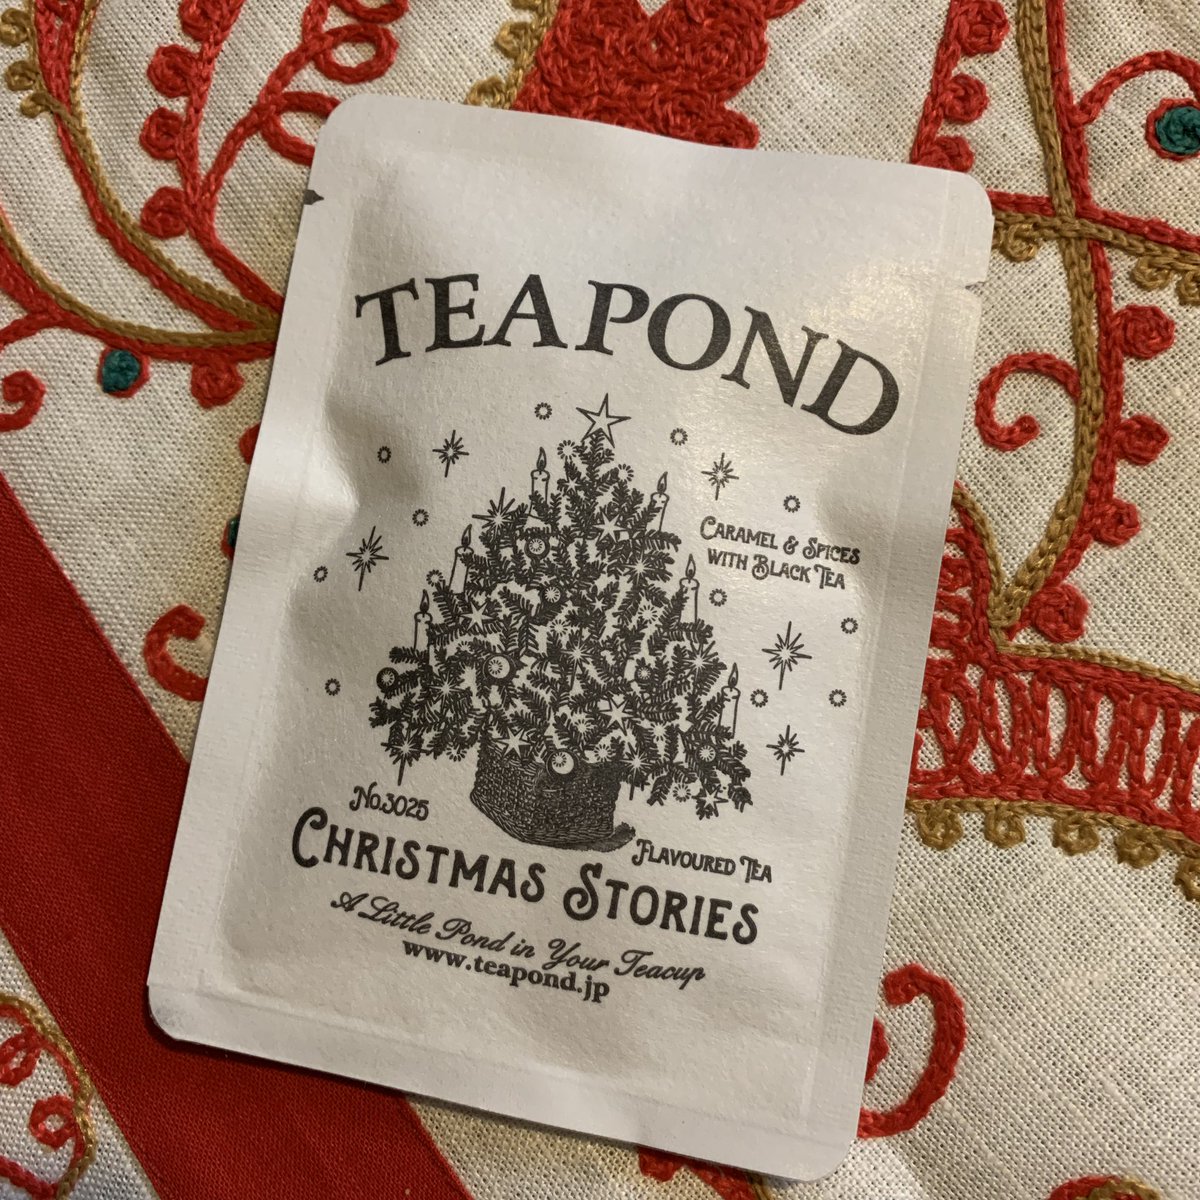 TEAPOND
CARAMEL & SPICES
WITH BLACK TEA
No.3025
FLAVOURED TEA
CHRISTMAS STORIES
A Little Pond in Your Teacup
www.teapond.jp